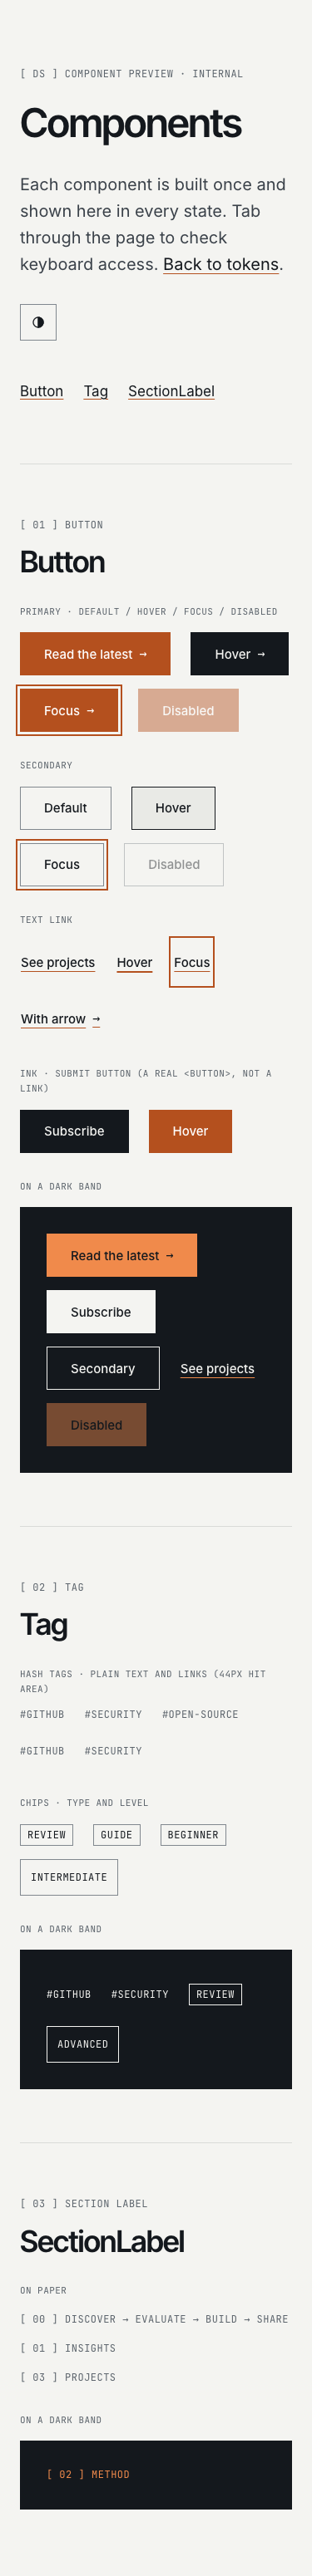 [ DS ] COMPONENT PREVIEW · INTERNAL
Components
Each component is built once and
shown here in every state. Tab
through the page to check
keyboard access. Back to tokens.
Button Tag SectionLabel
[ 01 ] BUTTON
Button
PRIMARY · DEFAULT / HOVER / FOCUS / DISABLED
Read the latest → Hover →
Focus → Disabled
SECONDARY
Default Hover
Focus Disabled
TEXT LINK
See projects Hover Focus
With arrow →
INK · SUBMIT BUTTON (A REAL <BUTTON>, NOT A
LINK)
Subscribe Hover
ON A DARK BAND
Read the latest →
Subscribe
Secondary See projects
Disabled
[ 02 ] TAG
Tag
HASH TAGS · PLAIN TEXT AND LINKS (44PX HIT
AREA)
#GITHUB #SECURITY #OPEN-SOURCE
#GITHUB #SECURITY
CHIPS · TYPE AND LEVEL
REVIEW GUIDE BEGINNER
INTERMEDIATE
ON A DARK BAND
#GITHUB #SECURITY REVIEW
ADVANCED
[ 03 ] SECTION LABEL
SectionLabel
ON PAPER
[ 00 ] DISCOVER → EVALUATE → BUILD → SHARE
[ 01 ] INSIGHTS
[ 03 ] PROJECTS
ON A DARK BAND
[ 02 ] METHOD